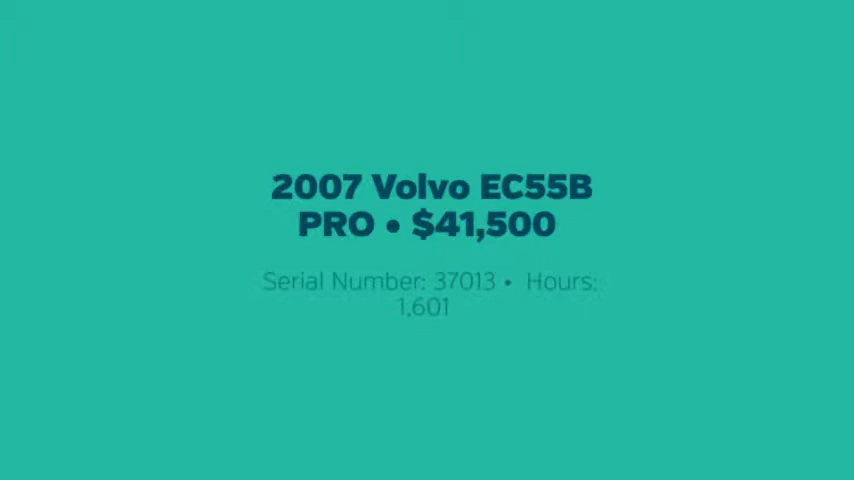 2007 Volvo EC55B
PRO • $41,500
Serial Number: 37013 • Hours:
1,601